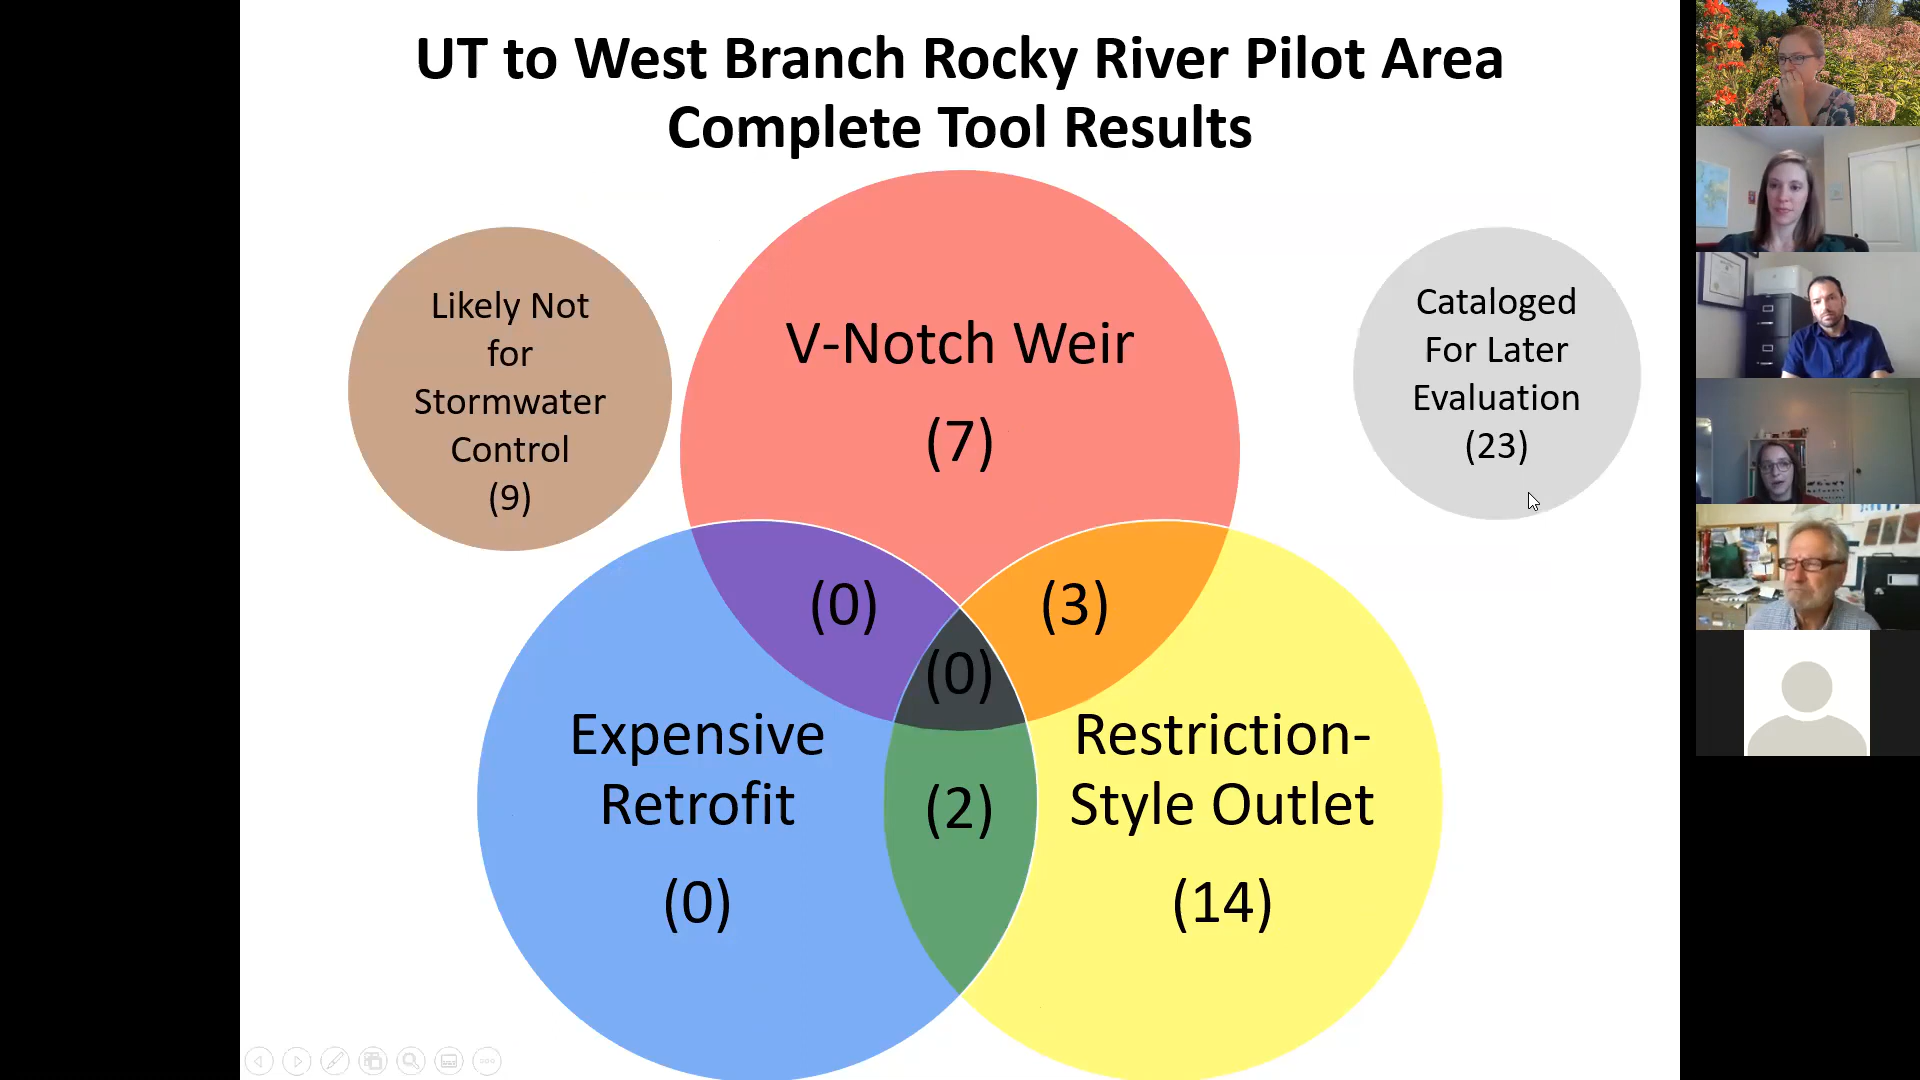 UT to West Branch Rocky River Pilot Area
Complete Tool Results
Likely Not
for
Stormwater
Control
(9)
V-Notch Weir
(7)
Cataloged
For Later
Evaluation
(23)
(0)
(3)
(0)
Expensive
Retrofit
(0)
(2)
Restriction-
Style Outlet
(14)